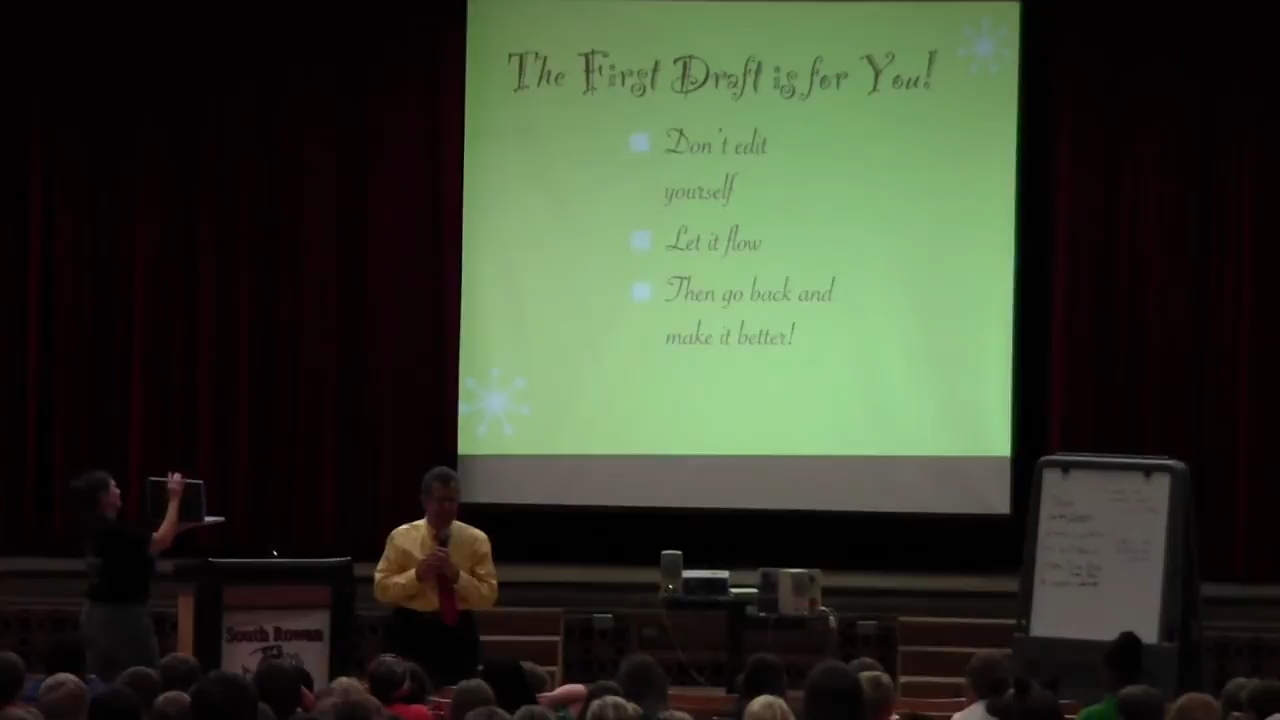 The First Draft is for You!
Don't edit
yourself
Let it flow
Then go back and
make it better!
South Rowan